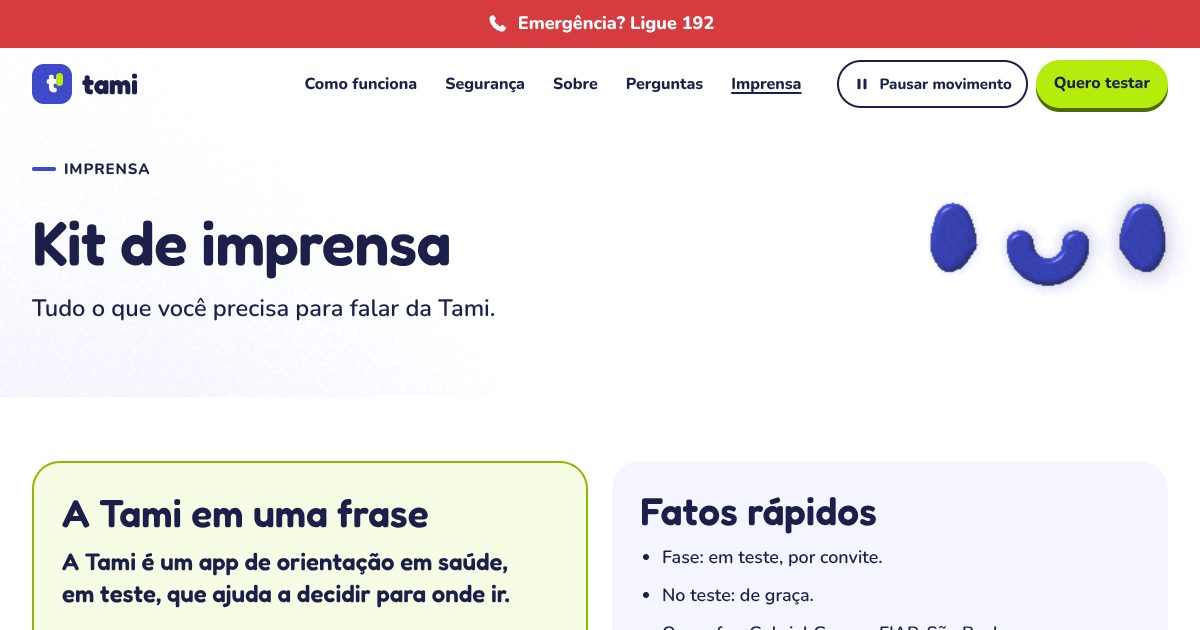 Emergência? Ligue 192
tami
Como funciona
Segurança
Sobre
Perguntas
Imprensa
Pausar movimento
Quero testar
IMPRENSA
Kit de imprensa
Tudo o que você precisa para falar da Tami.
A Tami em uma frase
A Tami é um app de orientação em saúde,
em teste, que ajuda a decidir para onde ir.
Fatos rápidos
Fase: em teste, por convite.
No teste: de graça.